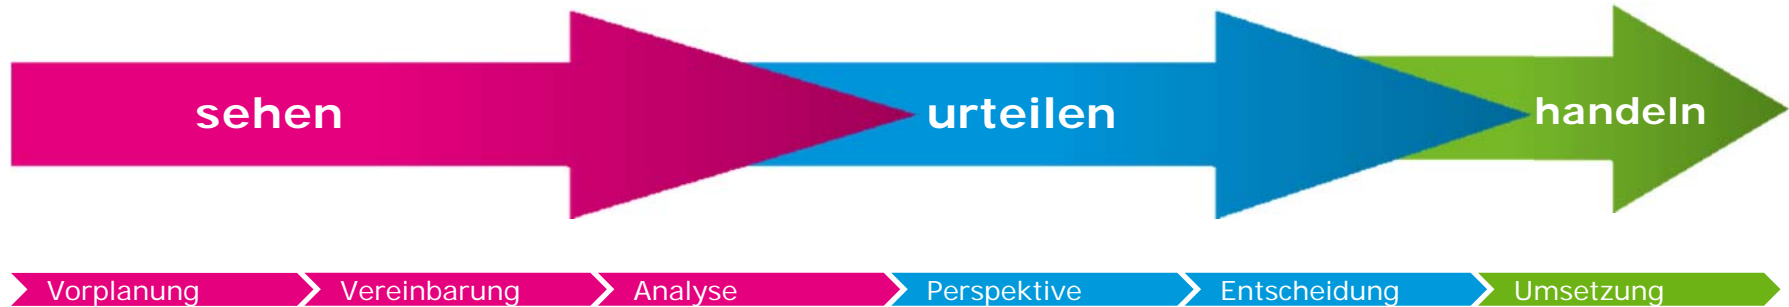 sehen urteilen handeln
Vorplanung Vereinbarung Analyse Perspektive Entscheidung Umsetzung